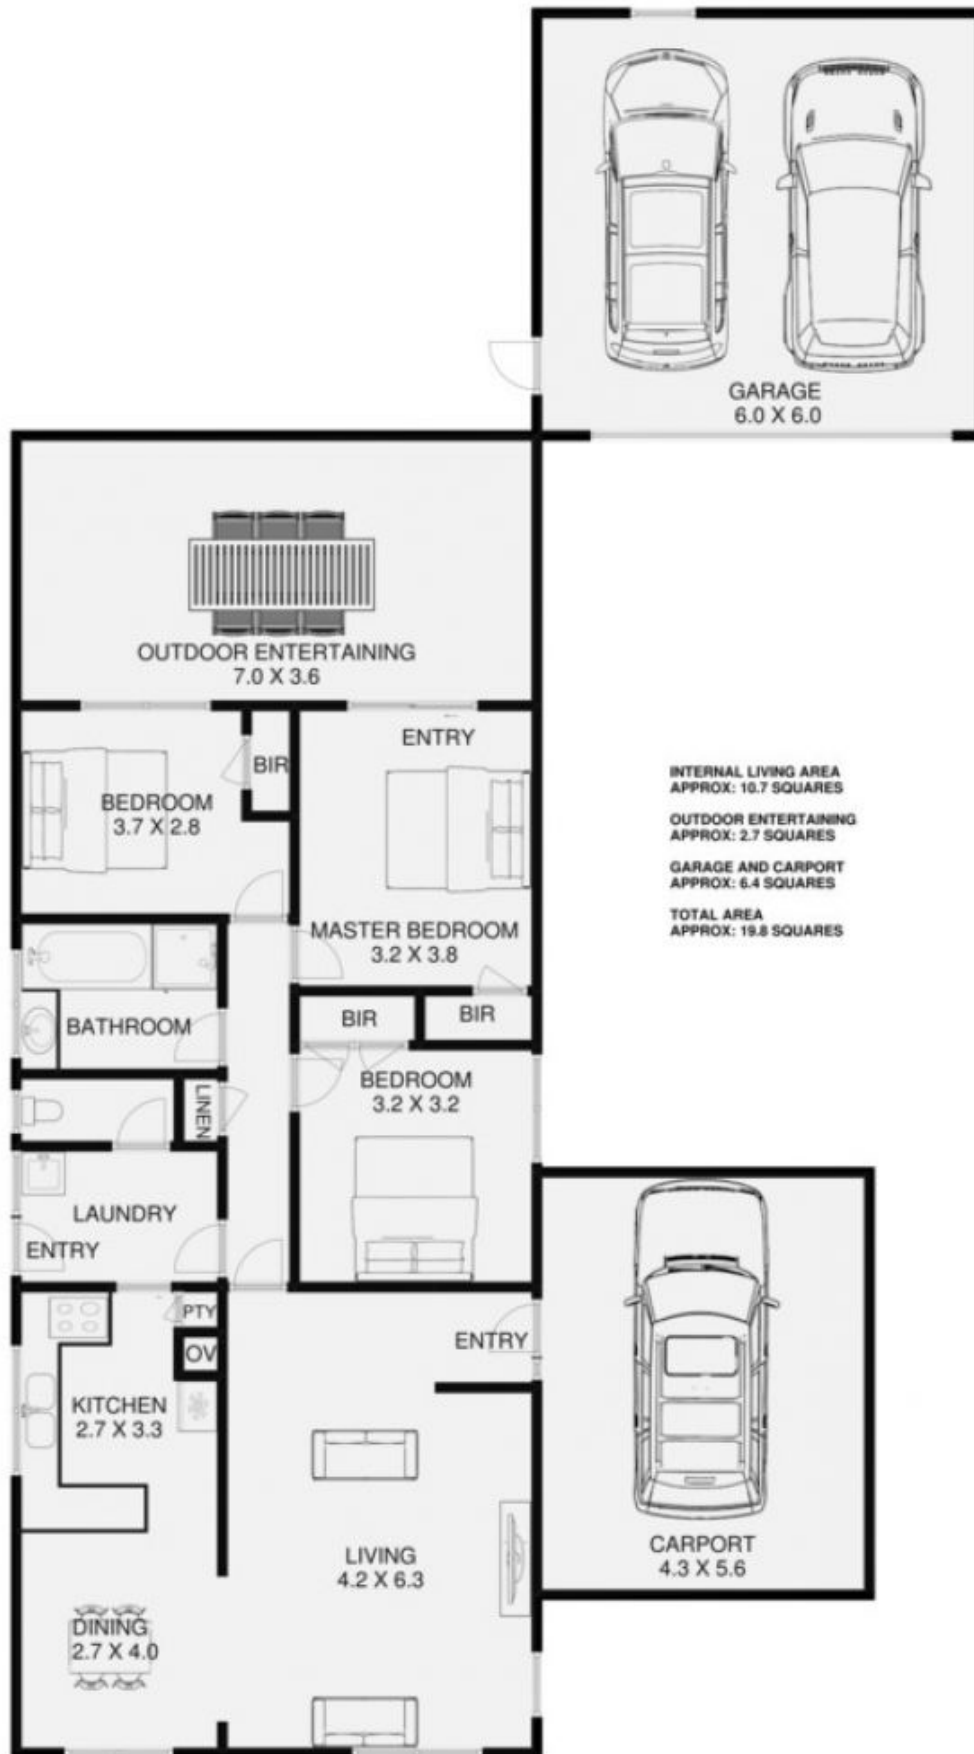 GARAGE
6.0 X 6.0
OUTDOOR ENTERTAINING
7.0 X 3.6
ENTRY
BIR
BEDROOM
3.7 X 2.8
INTERNAL LIVING AREA
APPROX: 10.7 SQUARES
OUTDOOR ENTERTAINING
APPROX: 2.7 SQUARES
GARAGE AND CARPORT
APPROX: 6.4 SQUARES
TOTAL AREA
APPROX: 19.8 SQUARES
MASTER BEDROOM
3.2 X 3.8
BATHROOM
BIR
BIR
BEDROOM
3.2 X 3.2
LINEN
LAUNDRY
ENTRY
PTY
OV
ENTRY
KITCHEN
2.7 X 3.3
LIVING
4.2 X 6.3
CARPORT
4.3 X 5.6
DINING
2.7 X 4.0